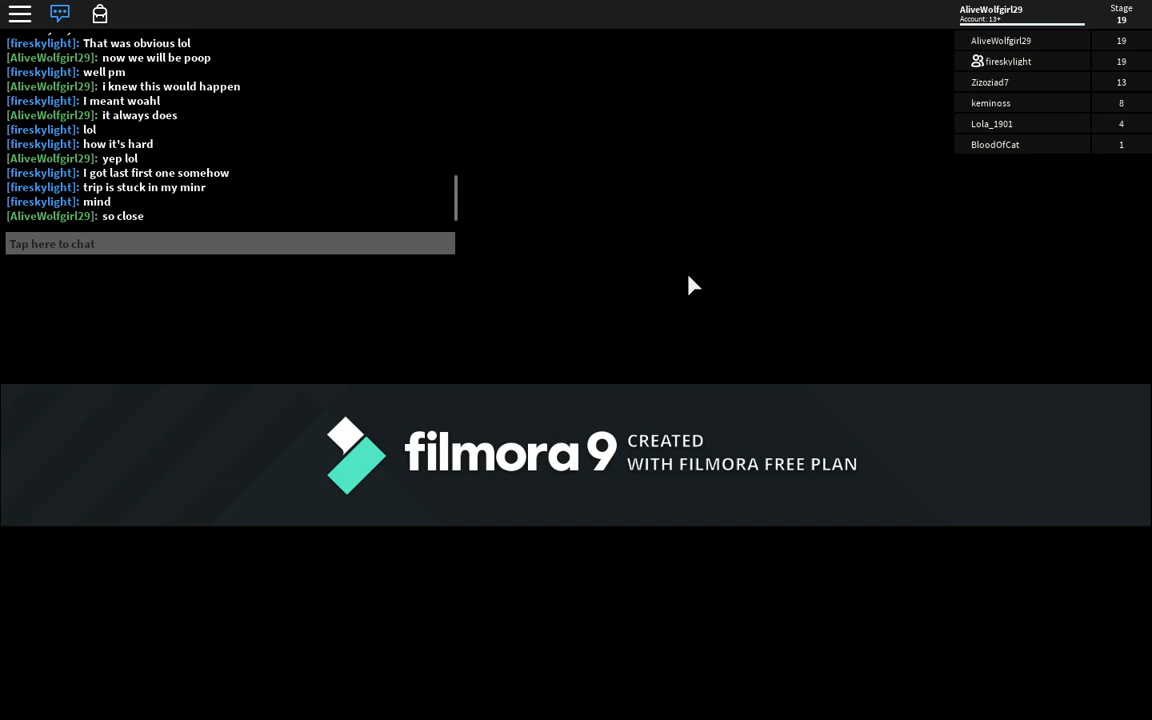 AliveWolfgirl29
Account: 13+
Stage
19
[fireskylight]: That was obvious lol
[AliveWolfgirl29]: now we will be poop
[fireskylight]: well pm
[AliveWolfgirl29]: i knew this would happen
[fireskylight]: I meant woahl
[AliveWolfgirl29]: it always does
[fireskylight]: lol
[fireskylight]: how it's hard
[AliveWolfgirl29]: yep lol
[fireskylight]: I got last first one somehow
[fireskylight]: trip is stuck in my minr
[fireskylight]: mind
[AliveWolfgirl29]: so close
Tap here to chat
AliveWolfgirl29 19
fireskylight 19
Zizoziad7 13
keminoss 8
Lola_1901 4
BloodOfCat 1
filmora 9
CREATED
WITH FILMORA FREE PLAN